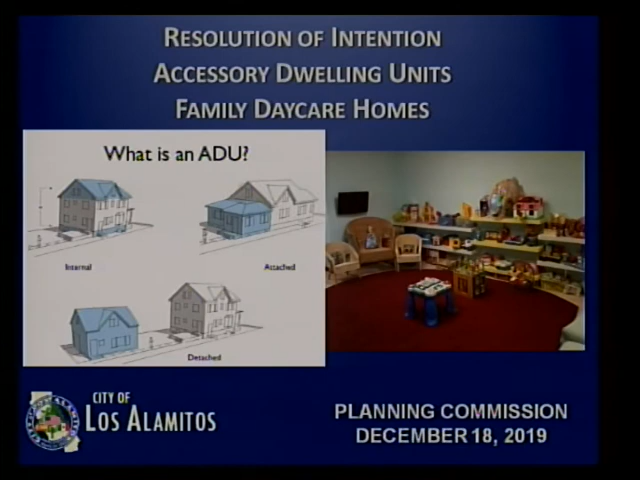 RESOLUTION OF INTENTION
ACCESSORY DWELLING UNITS
FAMILY DAYCARE HOMES
What is an ADU?
Internal
Attached
Detached
CITY OF
LOS ALAMITOS
PLANNING COMMISSION
DECEMBER 18, 2019